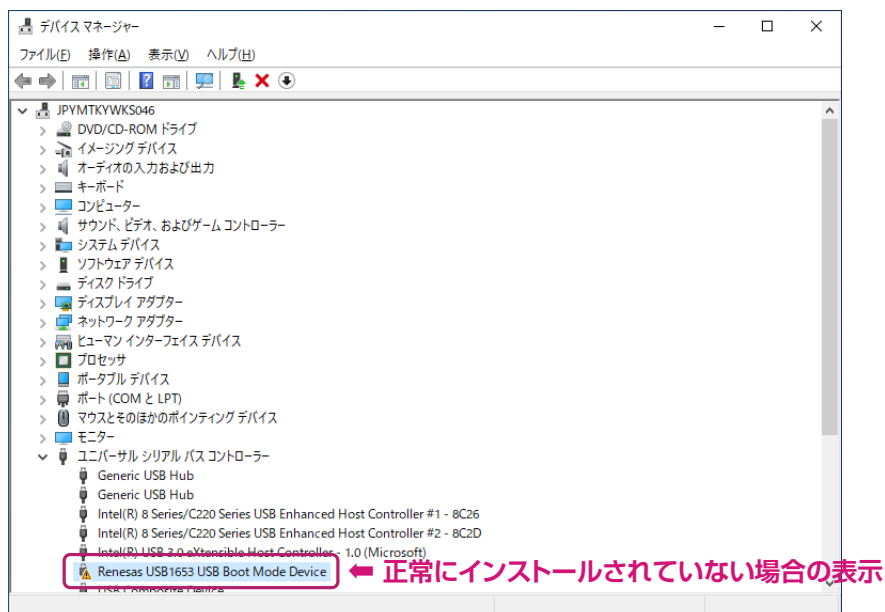 デバイス マネージャー
ファイル(F) 操作(A) 表示(V) ヘルプ(H)
JPYMTKYWKS046
DVD/CD-ROM ドライブ
イメージング デバイス
オーディオの入力および出力
キーボード
コンピューター
サウンド、ビデオ、およびゲーム コントローラー
システム デバイス
ソフトウェア デバイス
ディスク ドライブ
ディスプレイ アダプター
ネットワーク アダプター
ヒューマン インターフェイス デバイス
プロセッサ
ポータブル デバイス
ポート (COM と LPT)
マウスとそのほかのポインティング デバイス
モニター
ユニバーサル シリアル バス コントローラー
Generic USB Hub
Generic USB Hub
Intel(R) 8 Series/C220 Series USB Enhanced Host Controller #1 - 8C26
Intel(R) 8 Series/C220 Series USB Enhanced Host Controller #2 - 8C2D
Intel(R) USB 3.0 eXtensible Host Controller - 1.0 (Microsoft)
Renesas USB1653 USB Boot Mode Device ⬅ 正常にインストールされていない場合の表示
USB Composite Device